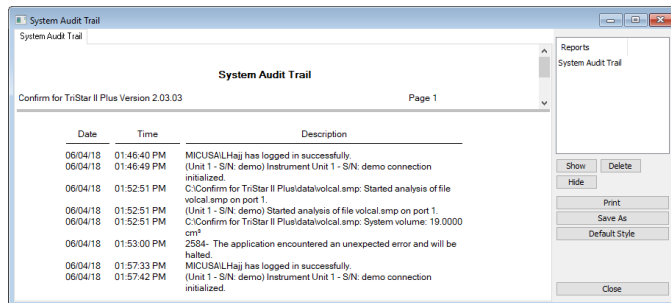 System Audit Trail
System Audit Trail
System Audit Trail
Confirm for TriStar II Plus Version 2.03.03 Page 1
Date Time Description
06/04/18 01:46:40 PM MICUSA\LHajj has logged in successfully.
06/04/18 01:46:49 PM (Unit 1 - S/N: demo) Instrument Unit 1 - S/N: demo connection
initialized.
06/04/18 01:52:51 PM C:\Confirm for TriStar II Plus\data\volcal.smp: Started analysis of file
volcal.smp on port 1.
06/04/18 01:52:51 PM (Unit 1 - S/N: demo) Started analysis of file volcal.smp on port 1.
06/04/18 01:52:51 PM C:\Confirm for TriStar II Plus\data\volcal.smp: System volume: 19.0000
cm³
06/04/18 01:53:00 PM 2584- The application encountered an unexpected error and will be
halted.
06/04/18 01:57:33 PM MICUSA\LHajj has logged in successfully.
06/04/18 01:57:42 PM (Unit 1 - S/N: demo) Instrument Unit 1 - S/N: demo connection
initialized.
Reports
System Audit Trail
Show Delete
Hide
Print
Save As
Default Style
Close